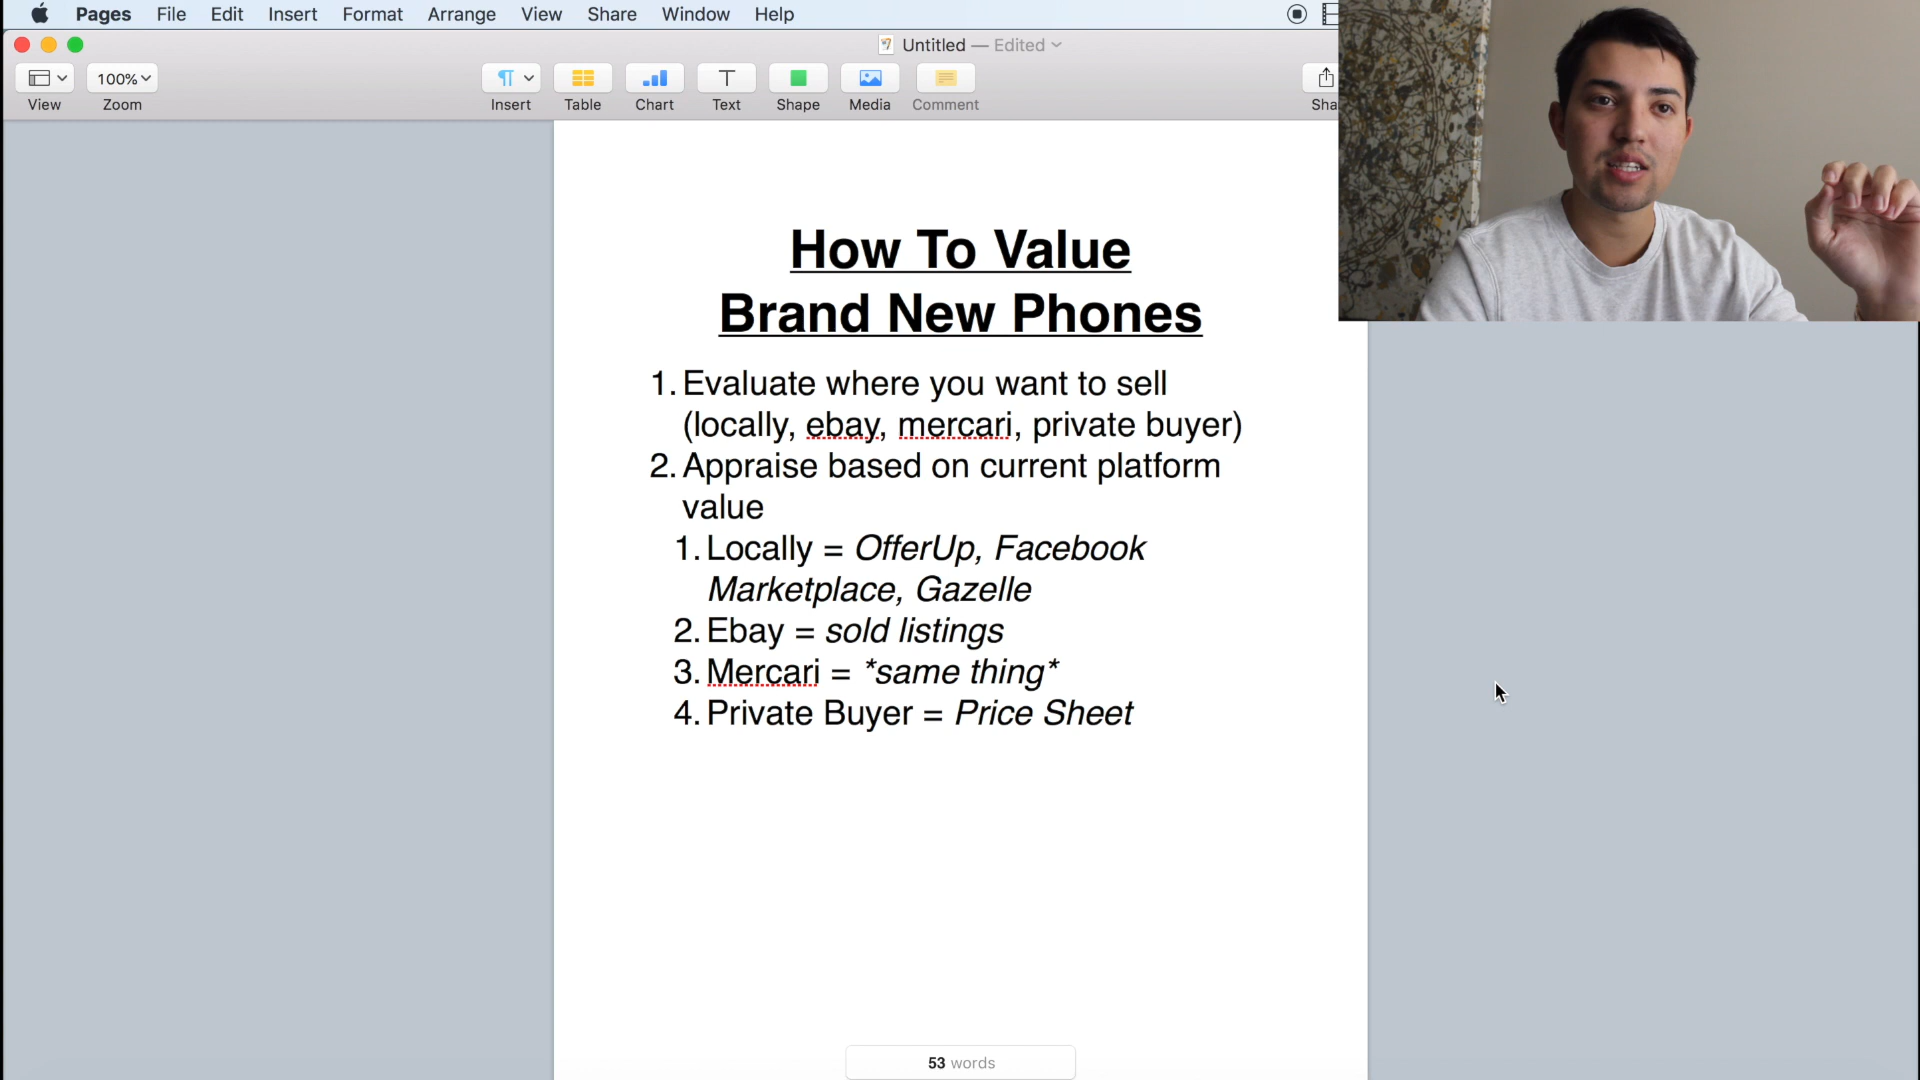 Pages File Edit Insert Format Arrange View Share Window Help
Untitled — Edited
100%
View Zoom Insert Table Chart Text Shape Media Comment Sha
How To Value
Brand New Phones
1. Evaluate where you want to sell
(locally, ebay, mercari, private buyer)
2. Appraise based on current platform
value
1. Locally = OfferUp, Facebook
Marketplace, Gazelle
2. Ebay = sold listings
3. Mercari = *same thing*
4. Private Buyer = Price Sheet
53 words